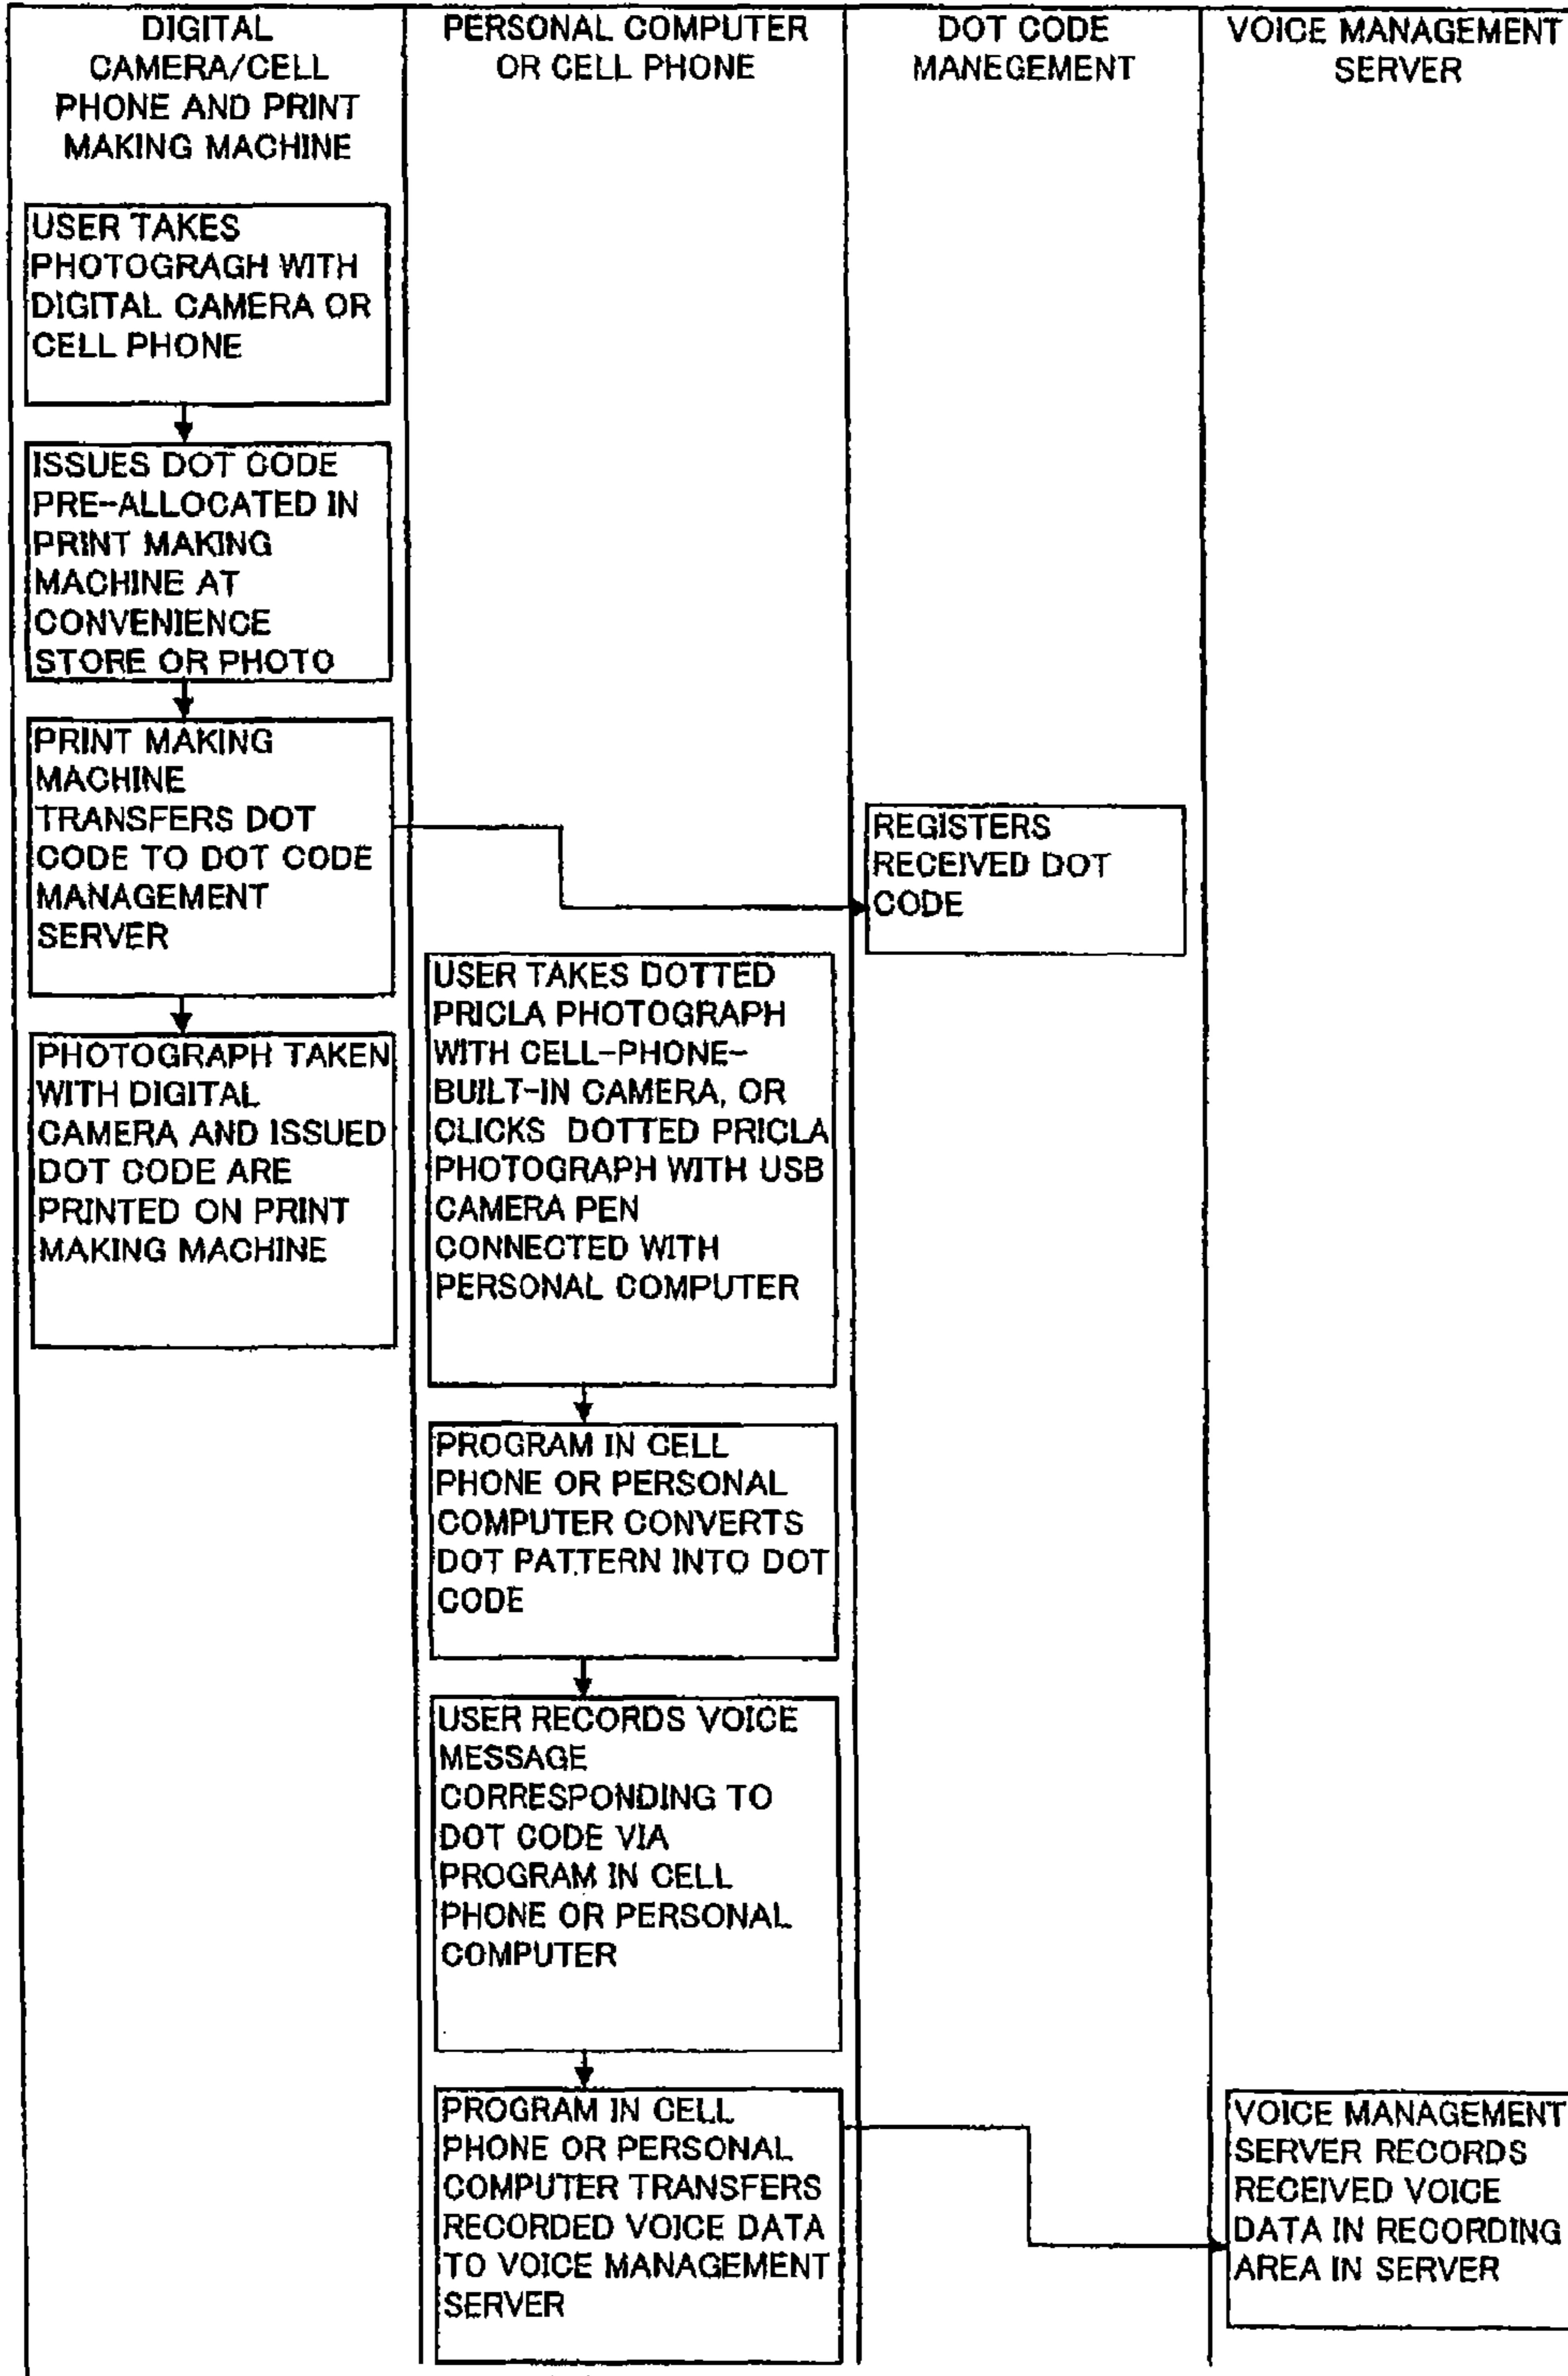 DIGITAL
CAMERA/CELL
PHONE AND PRINT
MAKING MACHINE
PERSONAL COMPUTER
OR CELL PHONE
DOT CODE
MANEGEMENT
VOICE MANAGEMENT
SERVER
USER TAKES
PHOTOGRAGH WITH
DIGITAL CAMERA OR
CELL PHONE
ISSUES DOT CODE
PRE-ALLOCATED IN
PRINT MAKING
MACHINE AT
CONVENIENCE
STORE OR PHOTO
PRINT MAKING
MACHINE
TRANSFERS DOT
CODE TO DOT CODE
MANAGEMENT
SERVER
REGISTERS
RECEIVED DOT
CODE
PHOTOGRAPH TAKEN
WITH DIGITAL
CAMERA AND ISSUED
DOT CODE ARE
PRINTED ON PRINT
MAKING MACHINE
USER TAKES DOTTED
PRICLA PHOTOGRAPH
WITH CELL-PHONE-
BUILT-IN CAMERA, OR
CLICKS DOTTED PRICLA
PHOTOGRAPH WITH USB
CAMERA PEN
CONNECTED WITH
PERSONAL COMPUTER
PROGRAM IN CELL
PHONE OR PERSONAL
COMPUTER CONVERTS
DOT PATTERN INTO DOT
CODE
USER RECORDS VOICE
MESSAGE
CORRESPONDING TO
DOT CODE VIA
PROGRAM IN CELL
PHONE OR PERSONAL
COMPUTER
PROGRAM IN CELL
PHONE OR PERSONAL
COMPUTER TRANSFERS
RECORDED VOICE DATA
TO VOICE MANAGEMENT
SERVER
VOICE MANAGEMENT
SERVER RECORDS
RECEIVED VOICE
DATA IN RECORDING
AREA IN SERVER